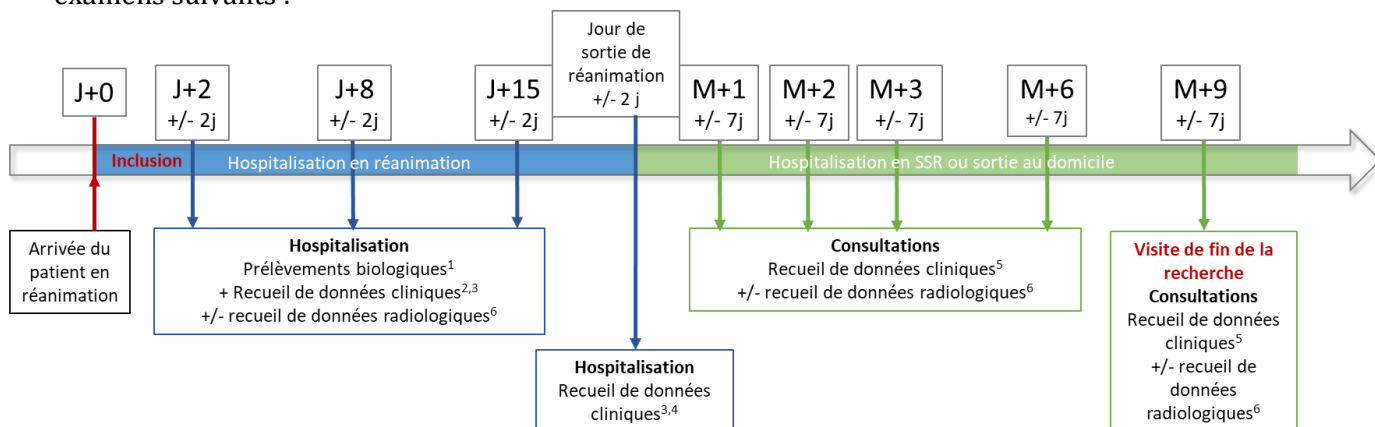 examens suivants :
Jour de
sortie de
réanimation
+/- 2 j
J+0
J+2
+/- 2j
J+8
+/- 2j
J+15
+/- 2j
M+1
+/- 7j
M+2
+/- 7j
M+3
+/- 7j
M+6
+/- 7j
M+9
+/- 7j
Inclusion
Hospitalisation en réanimation
Hospitalisation en SSR ou sortie au domicile
Arrivée du
patient en
réanimation
Hospitalisation
Prélèvements biologiques¹
+ Recueil de données cliniques²,³
+/- recueil de données radiologiques⁶
Hospitalisation
Recueil de données
cliniques³,⁴
Consultations
Recueil de données cliniques⁵
+/- recueil de données radiologiques⁶
Visite de fin de la
recherche
Consultations
Recueil de données
cliniques⁵
+/- recueil de
données
radiologiques⁶